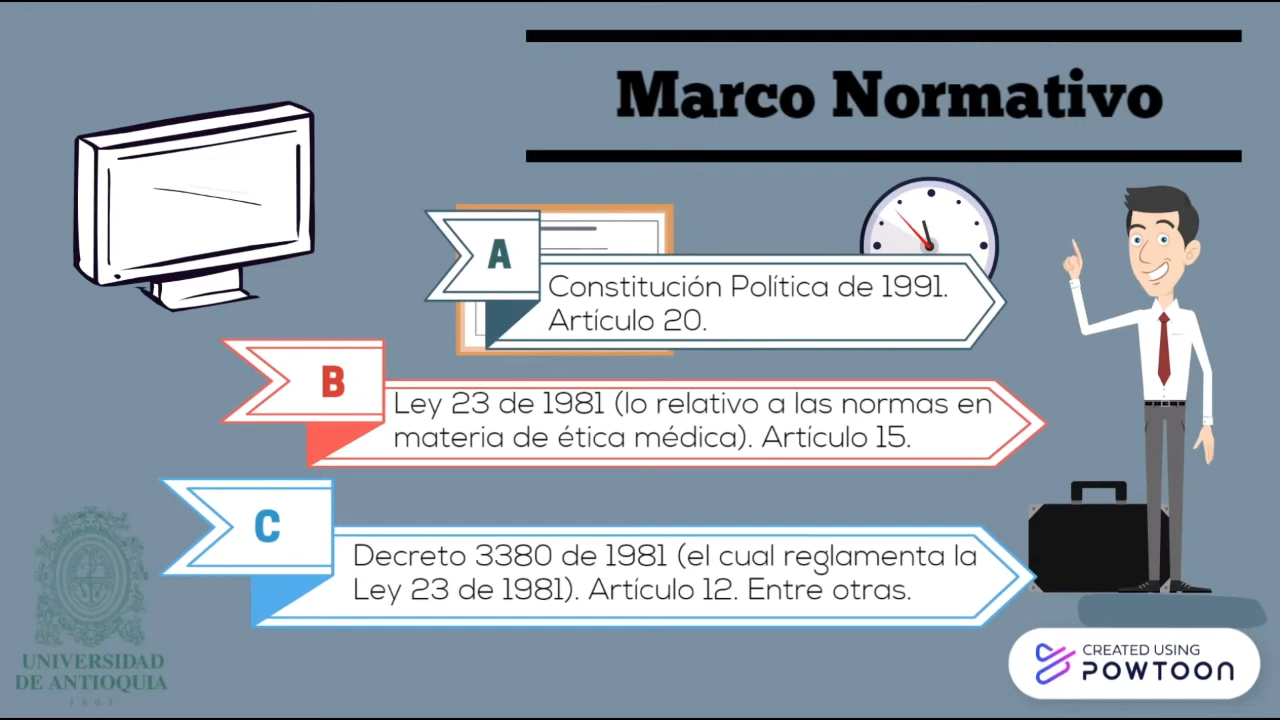 Marco Normativo
A
Constitución Política de 1991.
Artículo 20.
B
Ley 23 de 1981 (lo relativo a las normas en
materia de ética médica). Artículo 15.
C
Decreto 3380 de 1981 (el cual reglamenta la
Ley 23 de 1981). Artículo 12. Entre otras.
UNIVERSIDAD
DE ANTIOQUIA
1803
CREATED USING
POWTOON